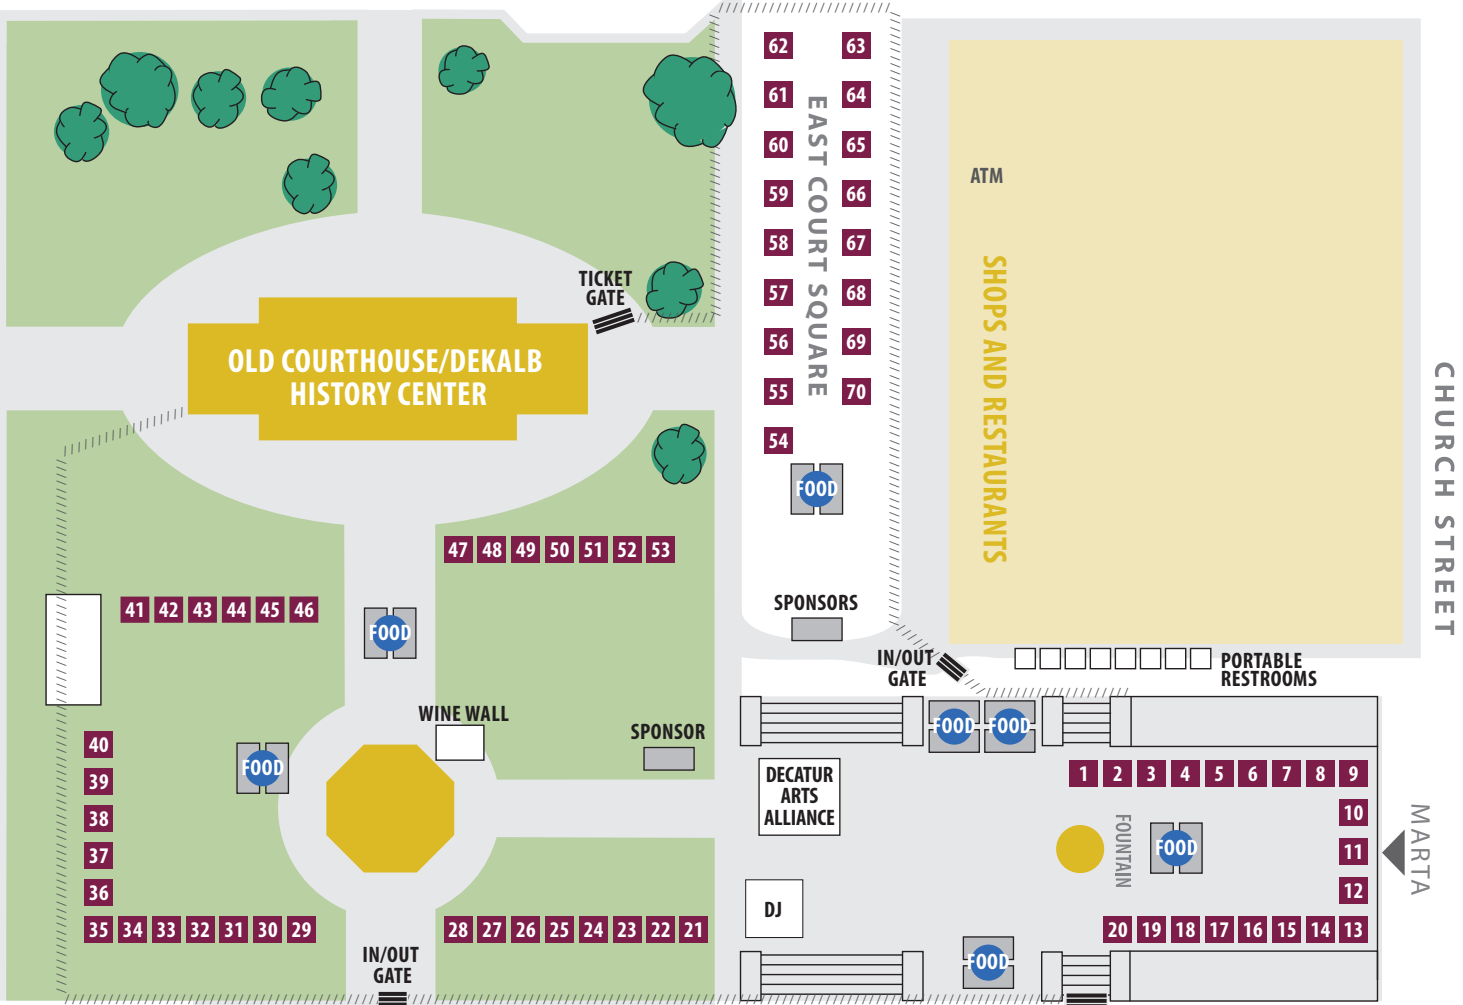 62 63
61 64
60 65
59 66
58 67
57 68
56 69
55 70
54
EAST COURT SQUARE
ATM
SHOPS AND RESTAURANTS
CHURCH STREET
TICKET
GATE
OLD COURTHOUSE/DEKALB
HISTORY CENTER
FOOD
47 48 49 50 51 52 53
41 42 43 44 45 46
FOOD
SPONSORS
IN/OUT
GATE
PORTABLE
RESTROOMS
WINE WALL
SPONSOR
FOOD FOOD
40
39
38
37
36
35 34 33 32 31 30 29
FOOD
28 27 26 25 24 23 22 21
IN/OUT
GATE
DECATUR
ARTS
ALLIANCE
DJ
1 2 3 4 5 6 7 8 9
10
11
12
20 19 18 17 16 15 14 13
FOUNTAIN
FOOD
MARTA
FOOD